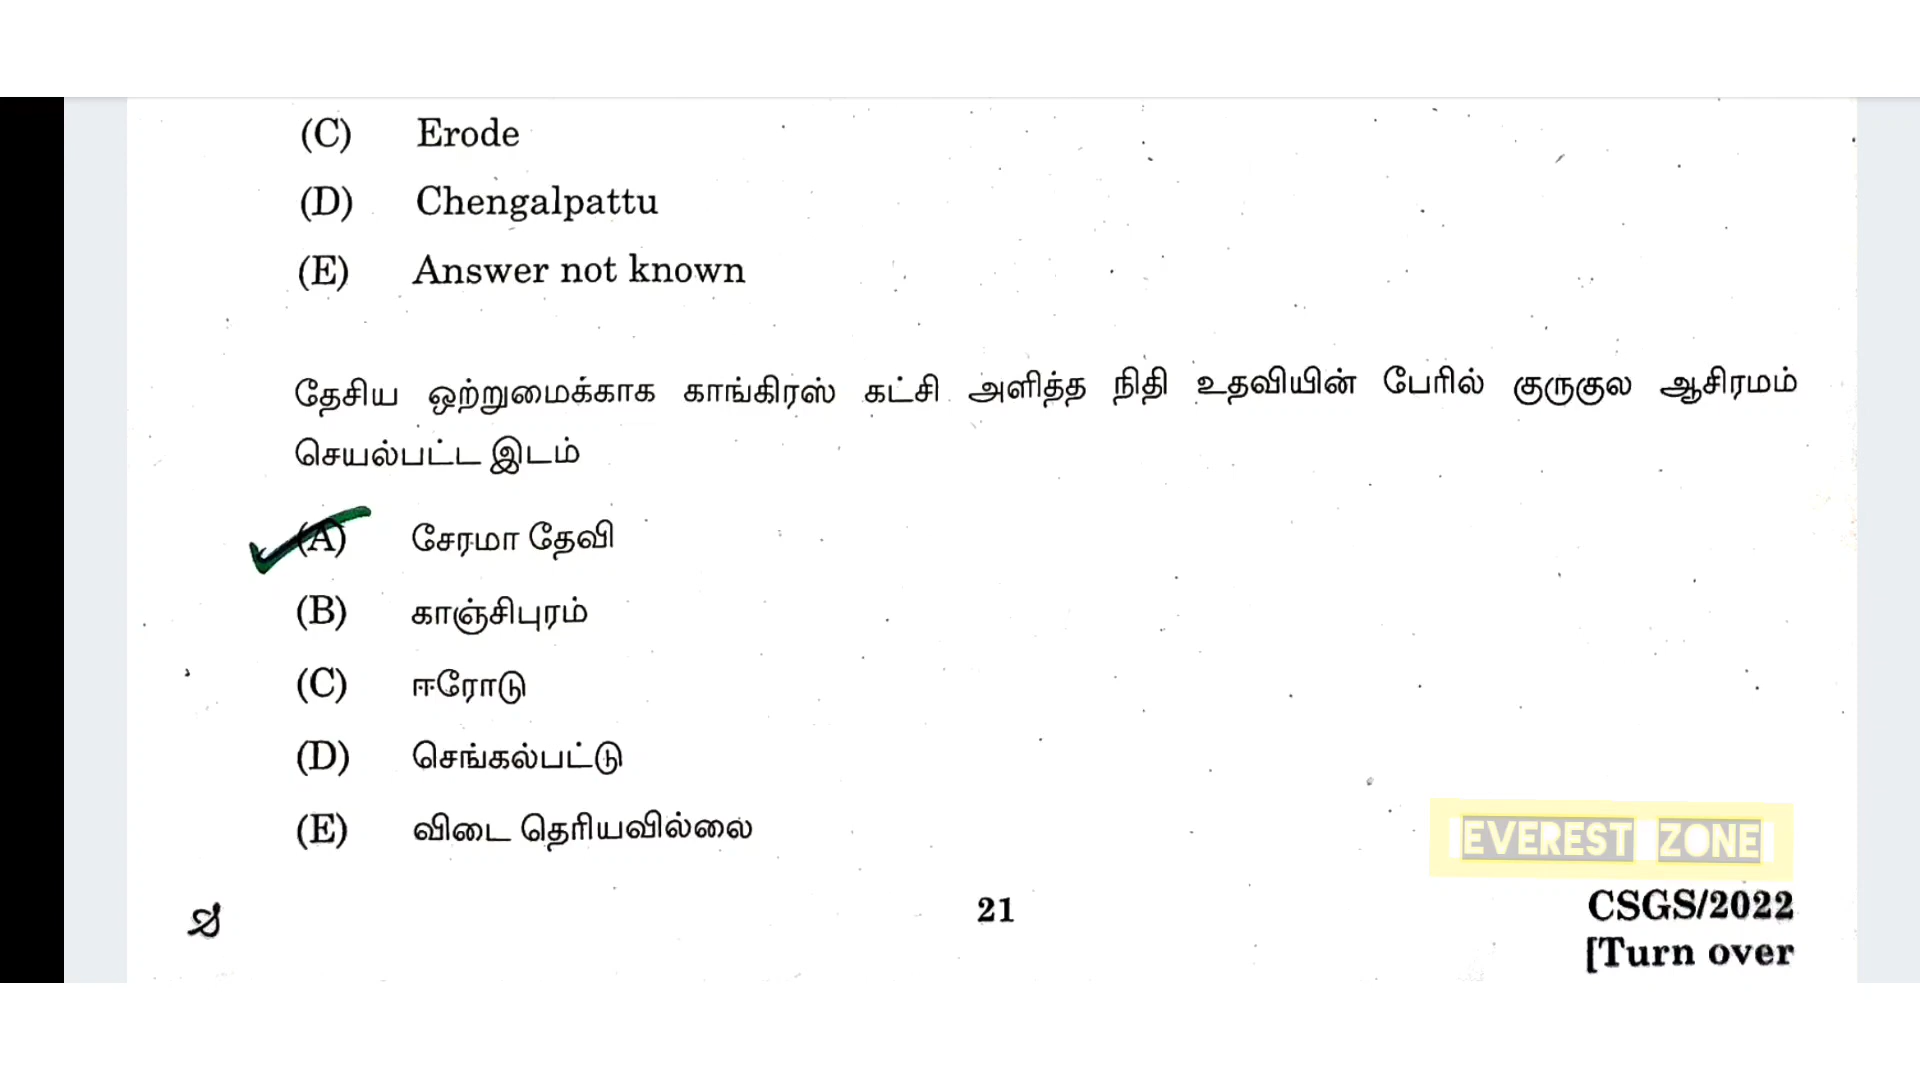 (C) Erode
(D) Chengalpattu
(E) Answer not known
தேசிய ஒற்றுமைக்காக காங்கிரஸ் கட்சி அளித்த நிதி உதவியின் பேரில் குருகுல ஆசிரமம்
செயல்பட்ட இடம்
(A) சேரமா தேவி
(B) காஞ்சிபுரம்
(C) ஈரோடு
(D) செங்கல்பட்டு
(E) விடை தெரியவில்லை
EVEREST ZONE
21
CSGS/2022
[Turn over